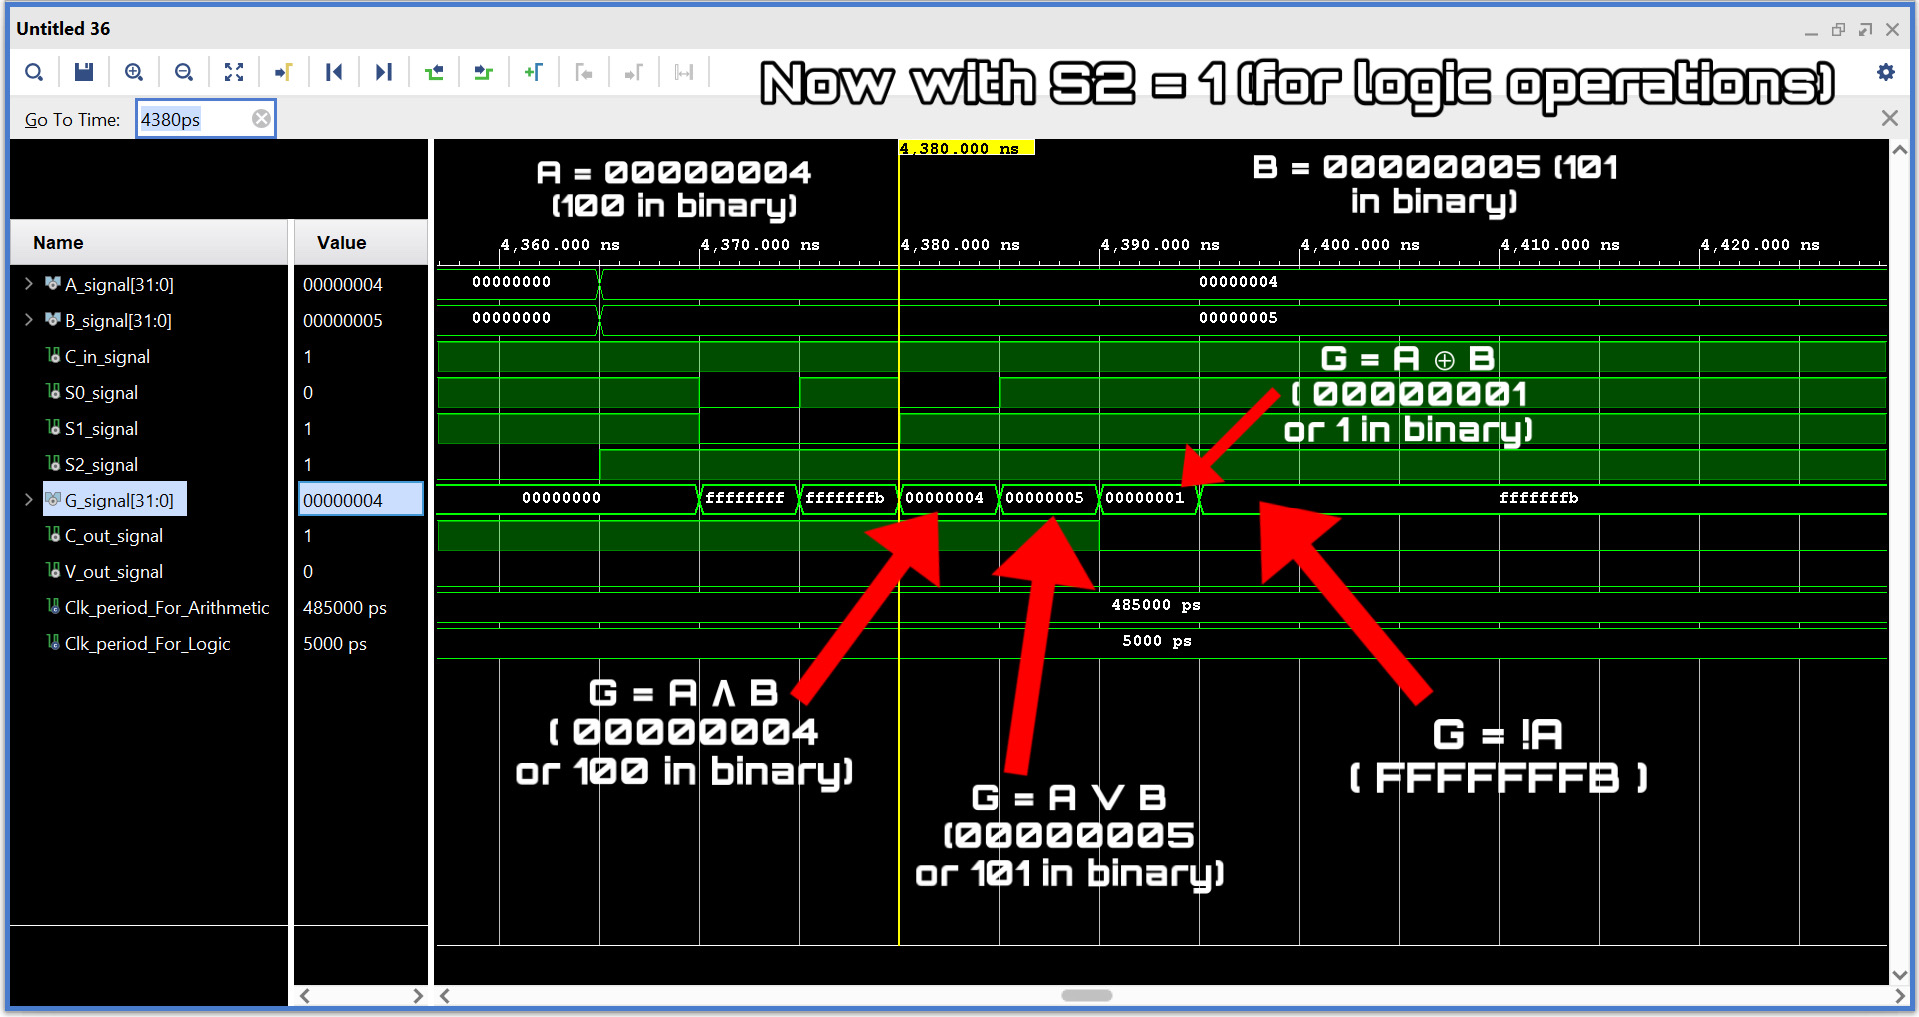 Untitled 36
Now with S2 = 1 (for logic operations)
Go To Time: 4380ps
4,380.000 ns
A = 00000004
(100 in binary)
B = 00000005 (101
in binary)
Name Value
4,360.000 ns 4,370.000 ns 4,380.000 ns 4,390.000 ns 4,400.000 ns 4,410.000 ns 4,420.000 ns
A_signal[31:0] 00000004 00000000 00000004
B_signal[31:0] 00000005 00000000 00000005
C_in_signal 1
S0_signal 0
S1_signal 1
S2_signal 1
G = A ⊕ B
( 00000001
or 1 in binary)
G_signal[31:0] 00000004 00000000 ffffffff fffffffb 00000004 00000005 00000001 fffffffb
C_out_signal 1
V_out_signal 0
Clk_period_For_Arithmetic 485000 ps 485000 ps
Clk_period_For_Logic 5000 ps 5000 ps
G = A ∧ B
( 00000004
or 100 in binary)
G = A ∨ B
(00000005
or 101 in binary)
G = !A
( FFFFFFFB )